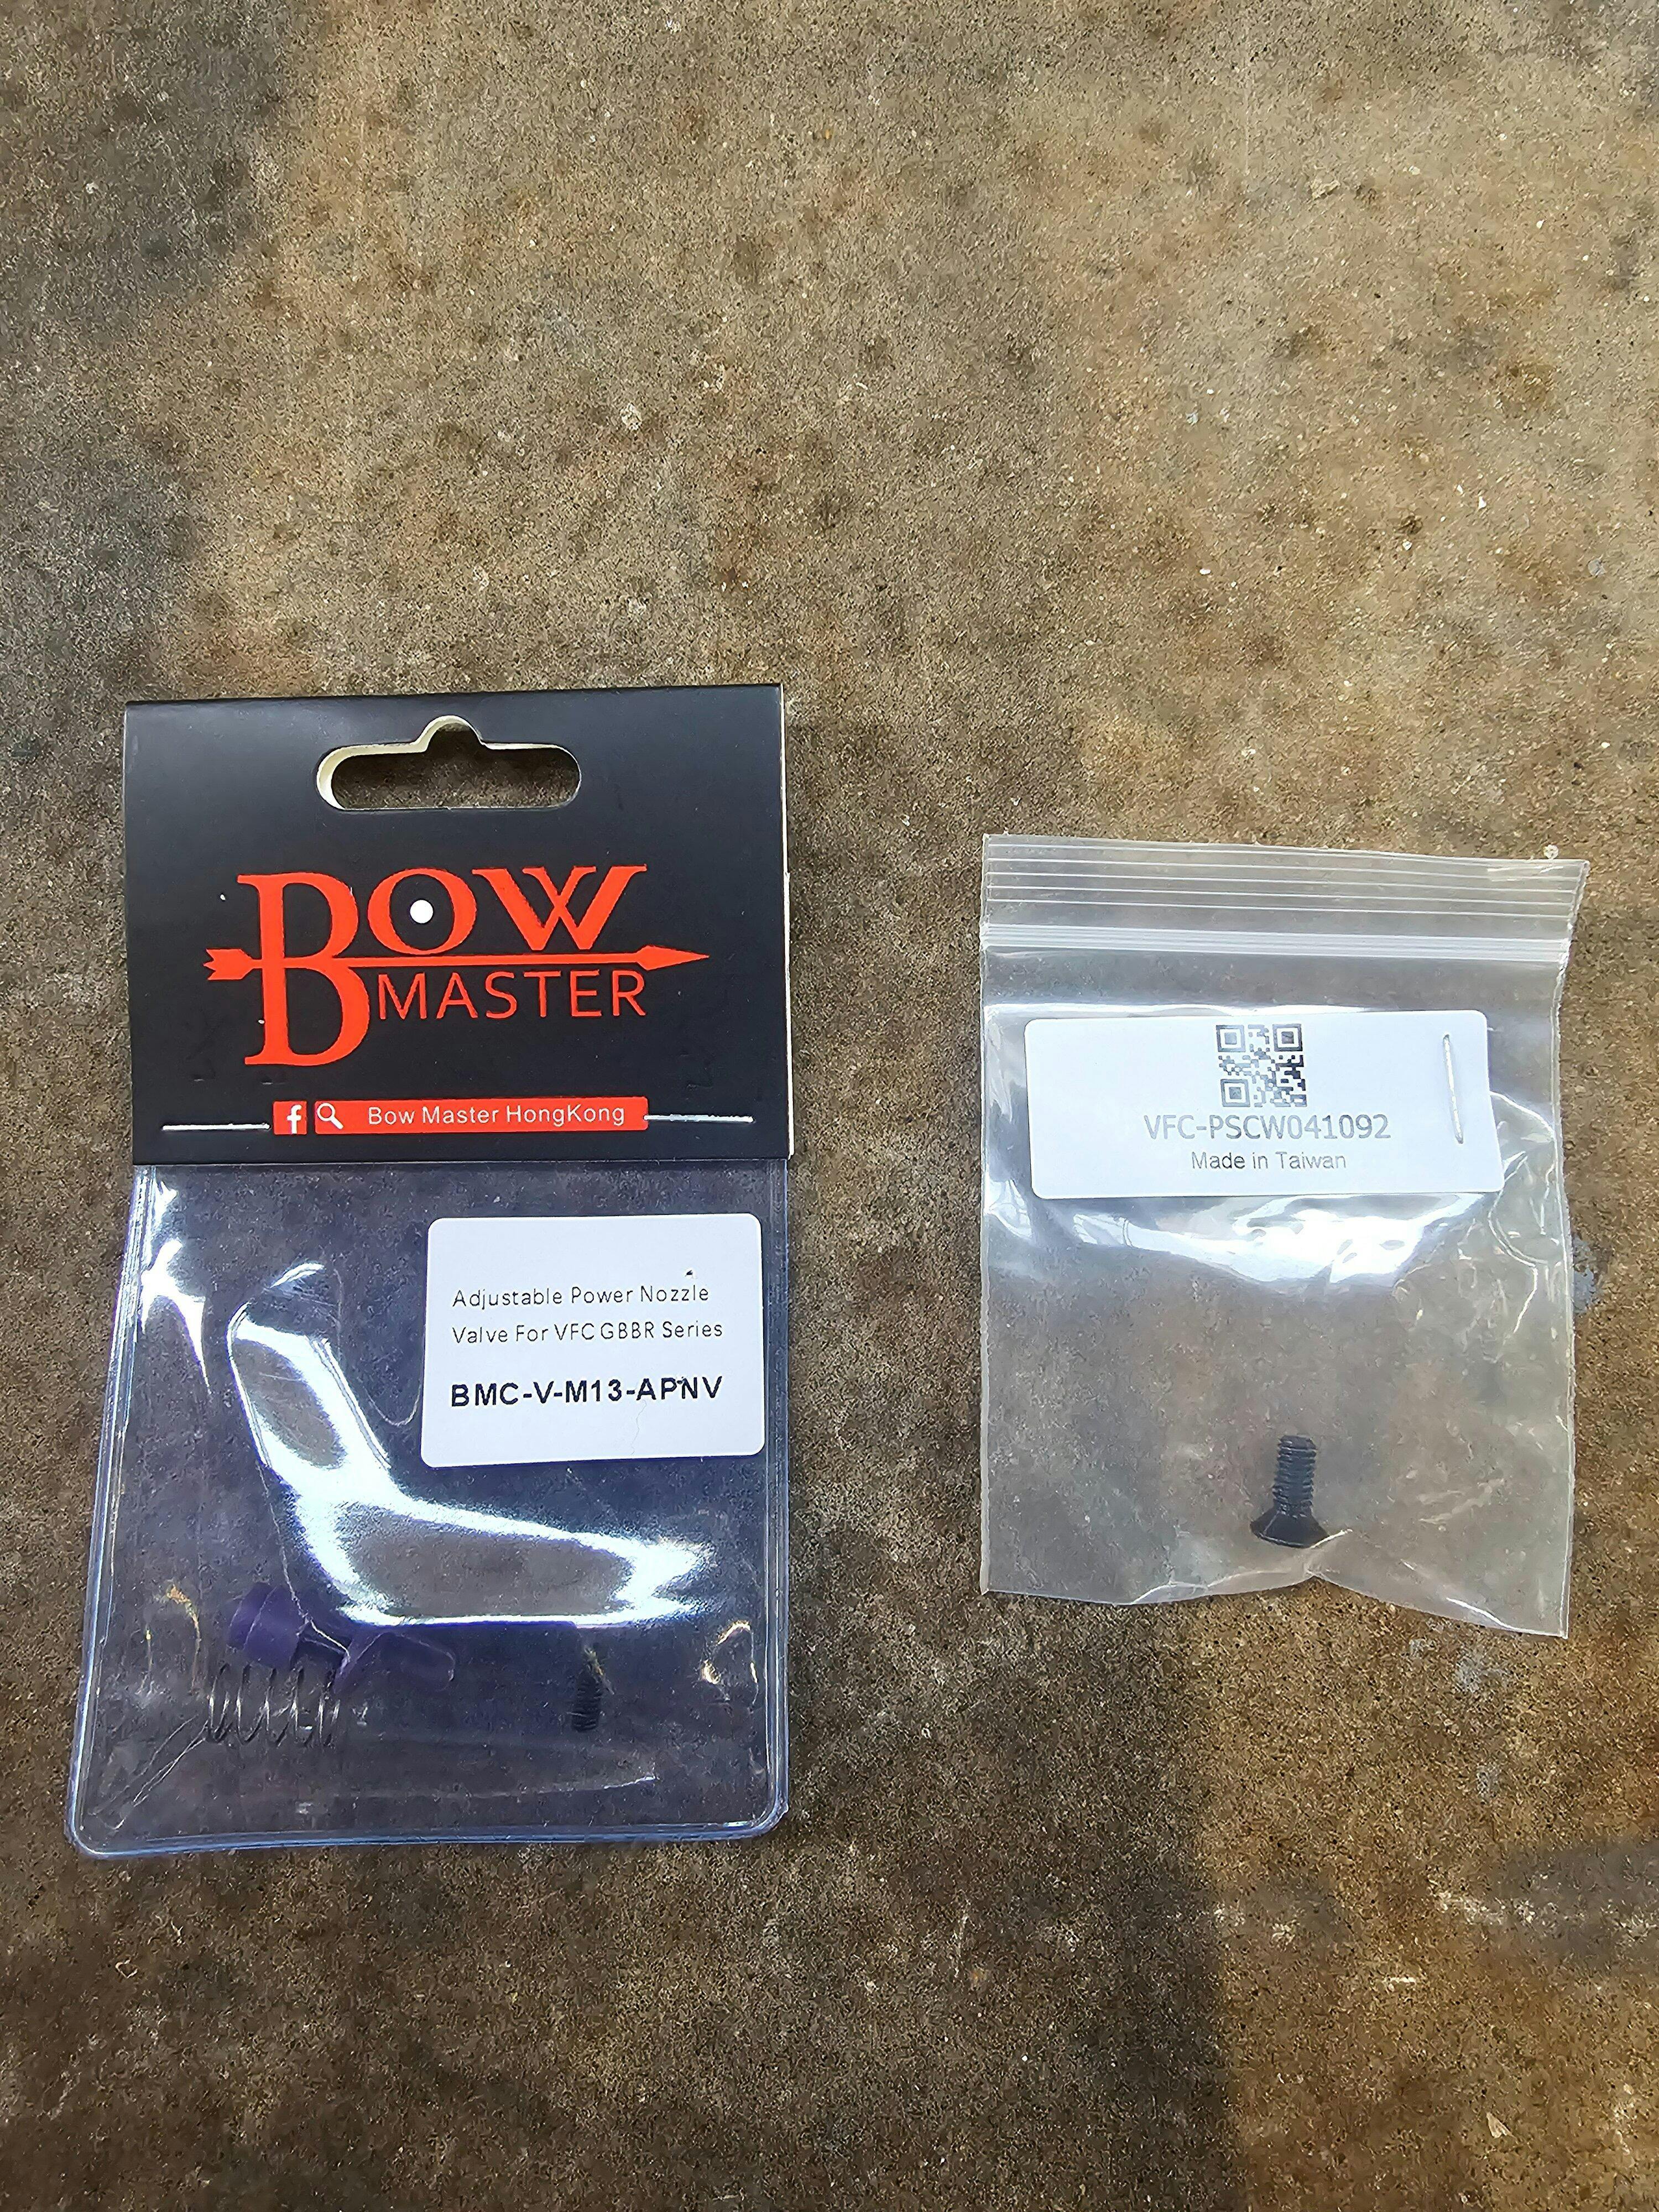 BOW
MASTER
f Bow Master HongKong
Adjustable Power Nozzle
Valve For VFC GBBR Series
BMC-V-M13-APNV
VFC-PSCW041092
Made in Taiwan